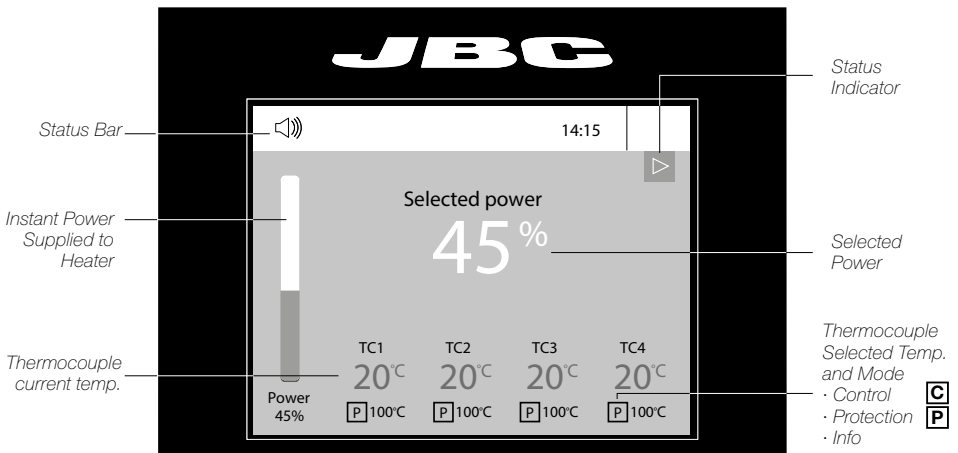 JBC
Status
Indicator
Status Bar
14:15
Instant Power
Supplied to
Heater
Selected power
45 %
Selected
Power
Thermocouple
current temp.
TC1 TC2 TC3 TC4
20°C 20°C 20°C 20°C
P 100°C P 100°C P 100°C P 100°C
Power
45%
Thermocouple
Selected Temp.
and Mode
· Control C
· Protection P
· Info